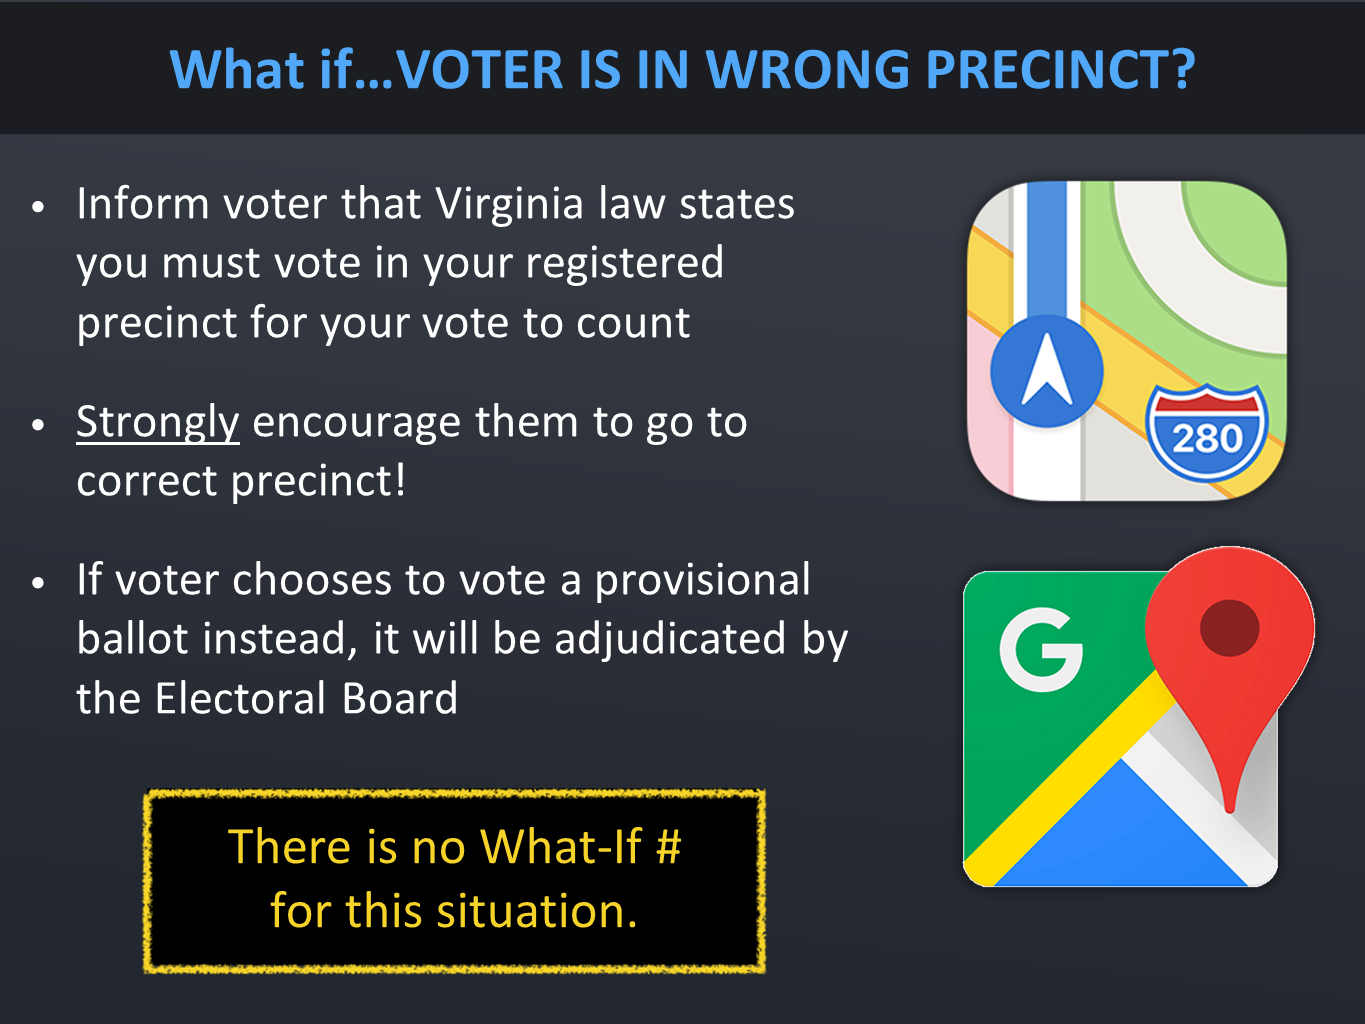 What if...VOTER IS IN WRONG PRECINCT?
• Inform voter that Virginia law states
you must vote in your registered
precinct for your vote to count
• Strongly encourage them to go to
correct precinct!
• If voter chooses to vote a provisional
ballot instead, it will be adjudicated by
the Electoral Board
There is no What-If #
for this situation.
280
G